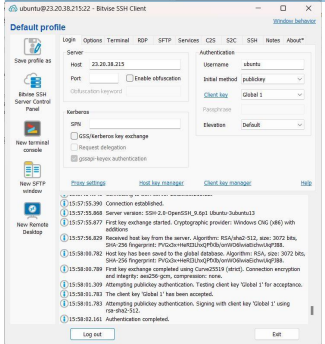 ubuntu@23.20.38.215:22 - Bitvise SSH Client
Default profile
Window behavior
Save profile as
Bitvise SSH
Server Control
Panel
New terminal
console
New SFTP
window
New Remote
Desktop
Login Options Terminal RDP SFTP Services C2S S2C SSH Notes About*
Server
Host 23.20.38.215
Port
Enable obfuscation
Obfuscation keyword
Kerberos
SPN
GSS/Kerberos key exchange
Request delegation
gssapi-keyex authentication
Authentication
Username ubuntu
Initial method publickey
Client key Global 1
Passphrase
Elevation Default
Proxy settings Host key manager Client key manager Help
15:57:55.390 Connection established.
15:57:55.868 Server version: SSH-2.0-OpenSSH_9.6p1 Ubuntu-3ubuntu13
15:57:55.877 First key exchange started. Cryptographic provider: Windows CNG (x86) with
additions
15:57:56.829 Received host key from the server. Algorithm: RSA/sha2-512, size: 3072 bits,
SHA-256 fingerprint:
15:58:00.782 Host key has been saved to the global database. Algorithm: RSA, size: 3072 bits,
SHA-256 fingerprint:
15:58:00.789 First key exchange completed using Curve25519 (strict). Connection encryption
and integrity: aes256-gcm, compression: none.
15:58:01.309 Attempting publickey authentication. Testing client key 'Global 1' for acceptance.
15:58:01.783 The client key 'Global 1' has been accepted.
15:58:01.783 Attempting publickey authentication. Signing with client key 'Global 1' using
rsa-sha2-512.
15:58:02.161 Authentication completed.
Log out
Exit